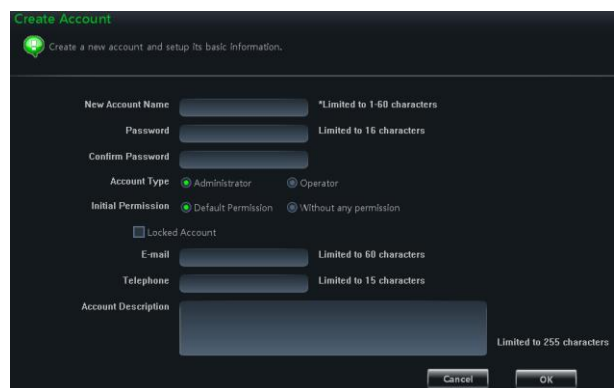 Create Account
Create a new account and setup its basic information.
New Account Name *Limited to 1-60 characters
Password Limited to 16 characters
Confirm Password
Account Type Administrator Operator
Initial Permission Default Permission Without any permission
Locked Account
E-mail Limited to 60 characters
Telephone Limited to 15 characters
Account Description
Limited to 255 characters
Cancel OK